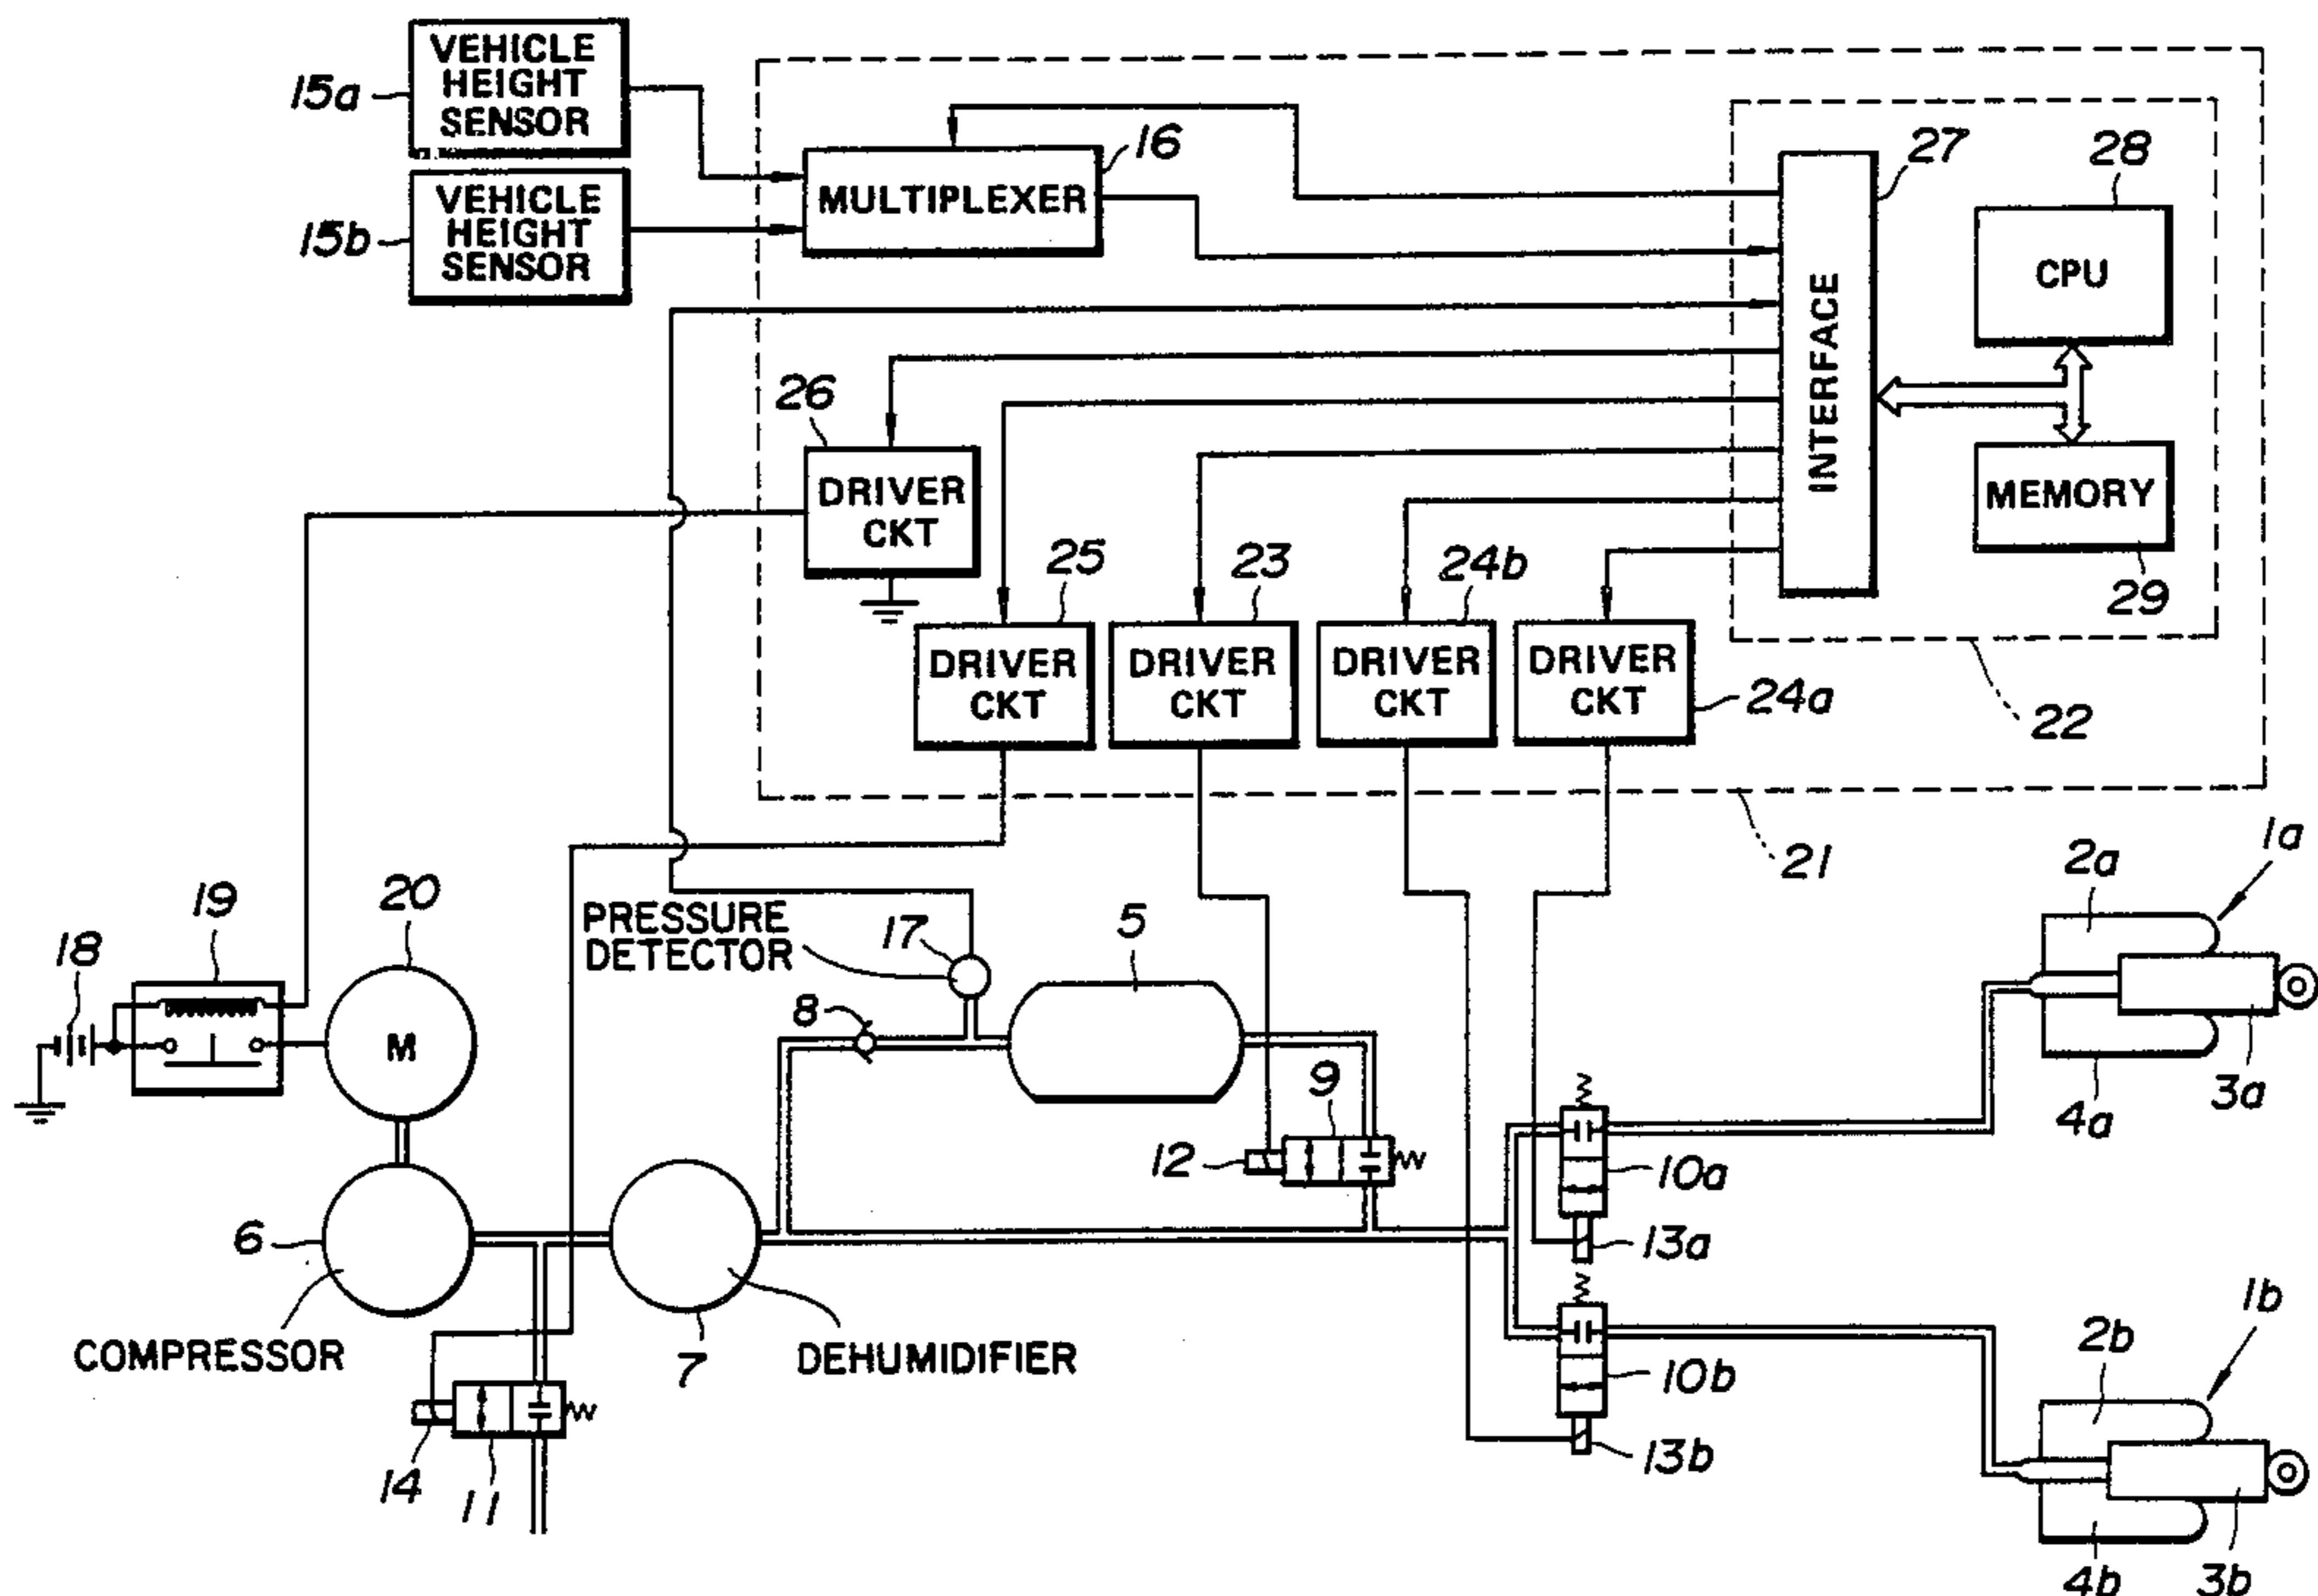 VEHICLE
HEIGHT
SENSOR
15a
VEHICLE
HEIGHT
SENSOR
15b
MULTIPLEXER
16
27
28
CPU
INTERFACE
MEMORY
29
26
DRIVER
CKT
25
DRIVER
CKT
23
DRIVER
CKT
24b
DRIVER
CKT
DRIVER
CKT
24a
22
21
1a
2a
3a
4a
20
19
18
M
PRESSURE
DETECTOR
17
5
8
9
12
10a
13a
6
COMPRESSOR
7
DEHUMIDIFIER
14
11
10b
13b
1b
2b
3b
4b